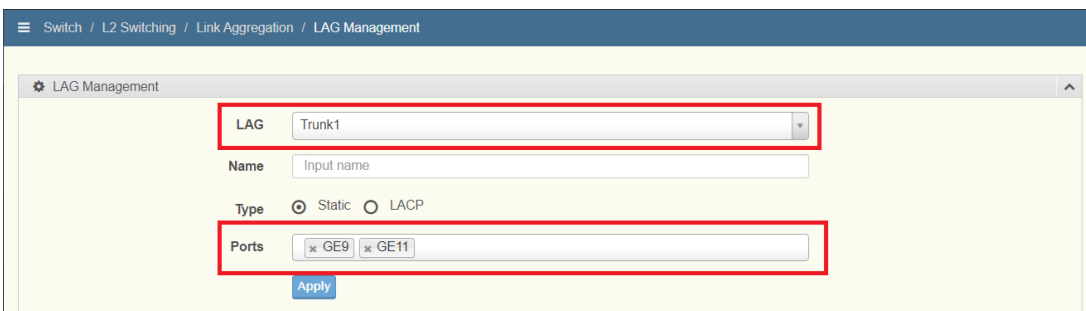 Switch / L2 Switching / Link Aggregation / LAG Management
LAG Management
LAG Trunk1
Name Input name
Type Static LACP
Ports × GE9 × GE11
Apply